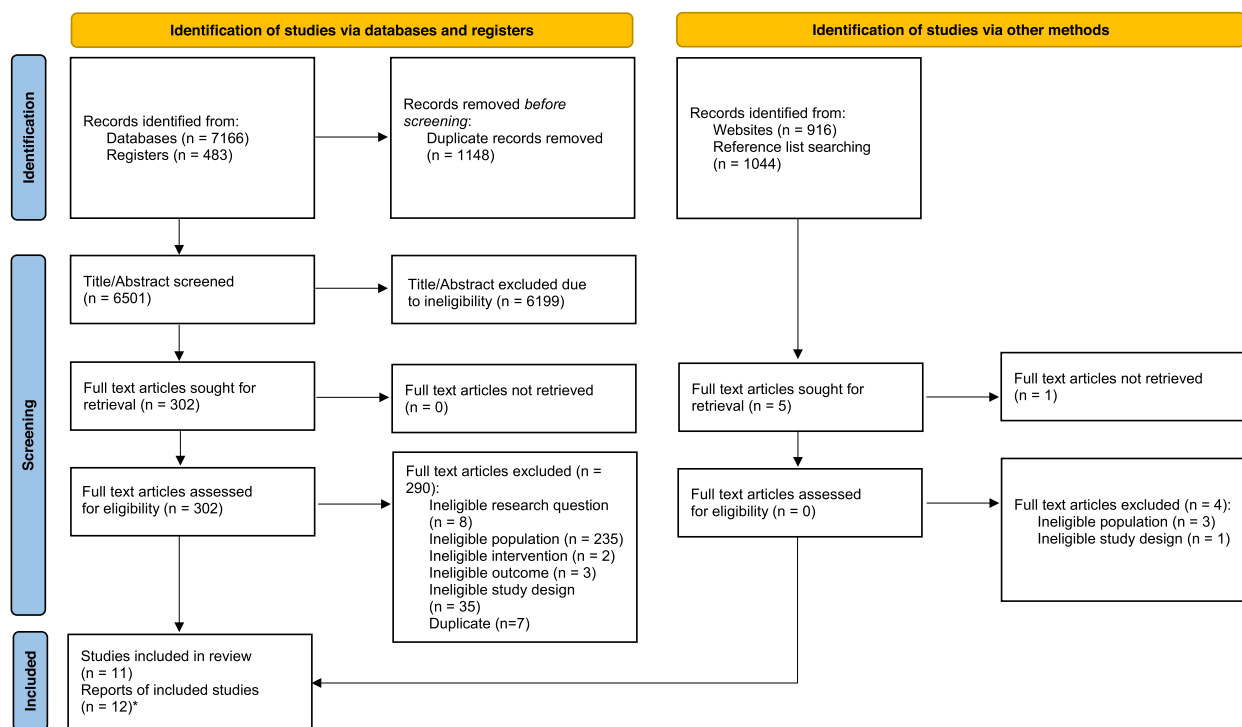 Identification of studies via databases and registers
Identification of studies via other methods
Identification
Records identified from:
Databases (n = 7166)
Registers (n = 483)
Records removed before
screening:
Duplicate records removed
(n = 1148)
Records identified from:
Websites (n = 916)
Reference list searching
(n = 1044)
Screening
Title/Abstract screened
(n = 6501)
Title/Abstract excluded due
to ineligibility (n = 6199)
Full text articles sought for
retrieval (n = 302)
Full text articles not retrieved
(n = 0)
Full text articles sought for
retrieval (n = 5)
Full text articles not retrieved
(n = 1)
Full text articles assessed
for eligibility (n = 302)
Full text articles excluded (n =
290):
Ineligible research question
(n = 8)
Ineligible population (n = 235)
Ineligible intervention (n = 2)
Ineligible outcome (n = 3)
Ineligible study design
(n = 35)
Duplicate (n=7)
Full text articles assessed
for eligibility (n = 0)
Full text articles excluded (n = 4):
Ineligible population (n = 3)
Ineligible study design (n = 1)
Included
Studies included in review
(n = 11)
Reports of included studies
(n = 12)*